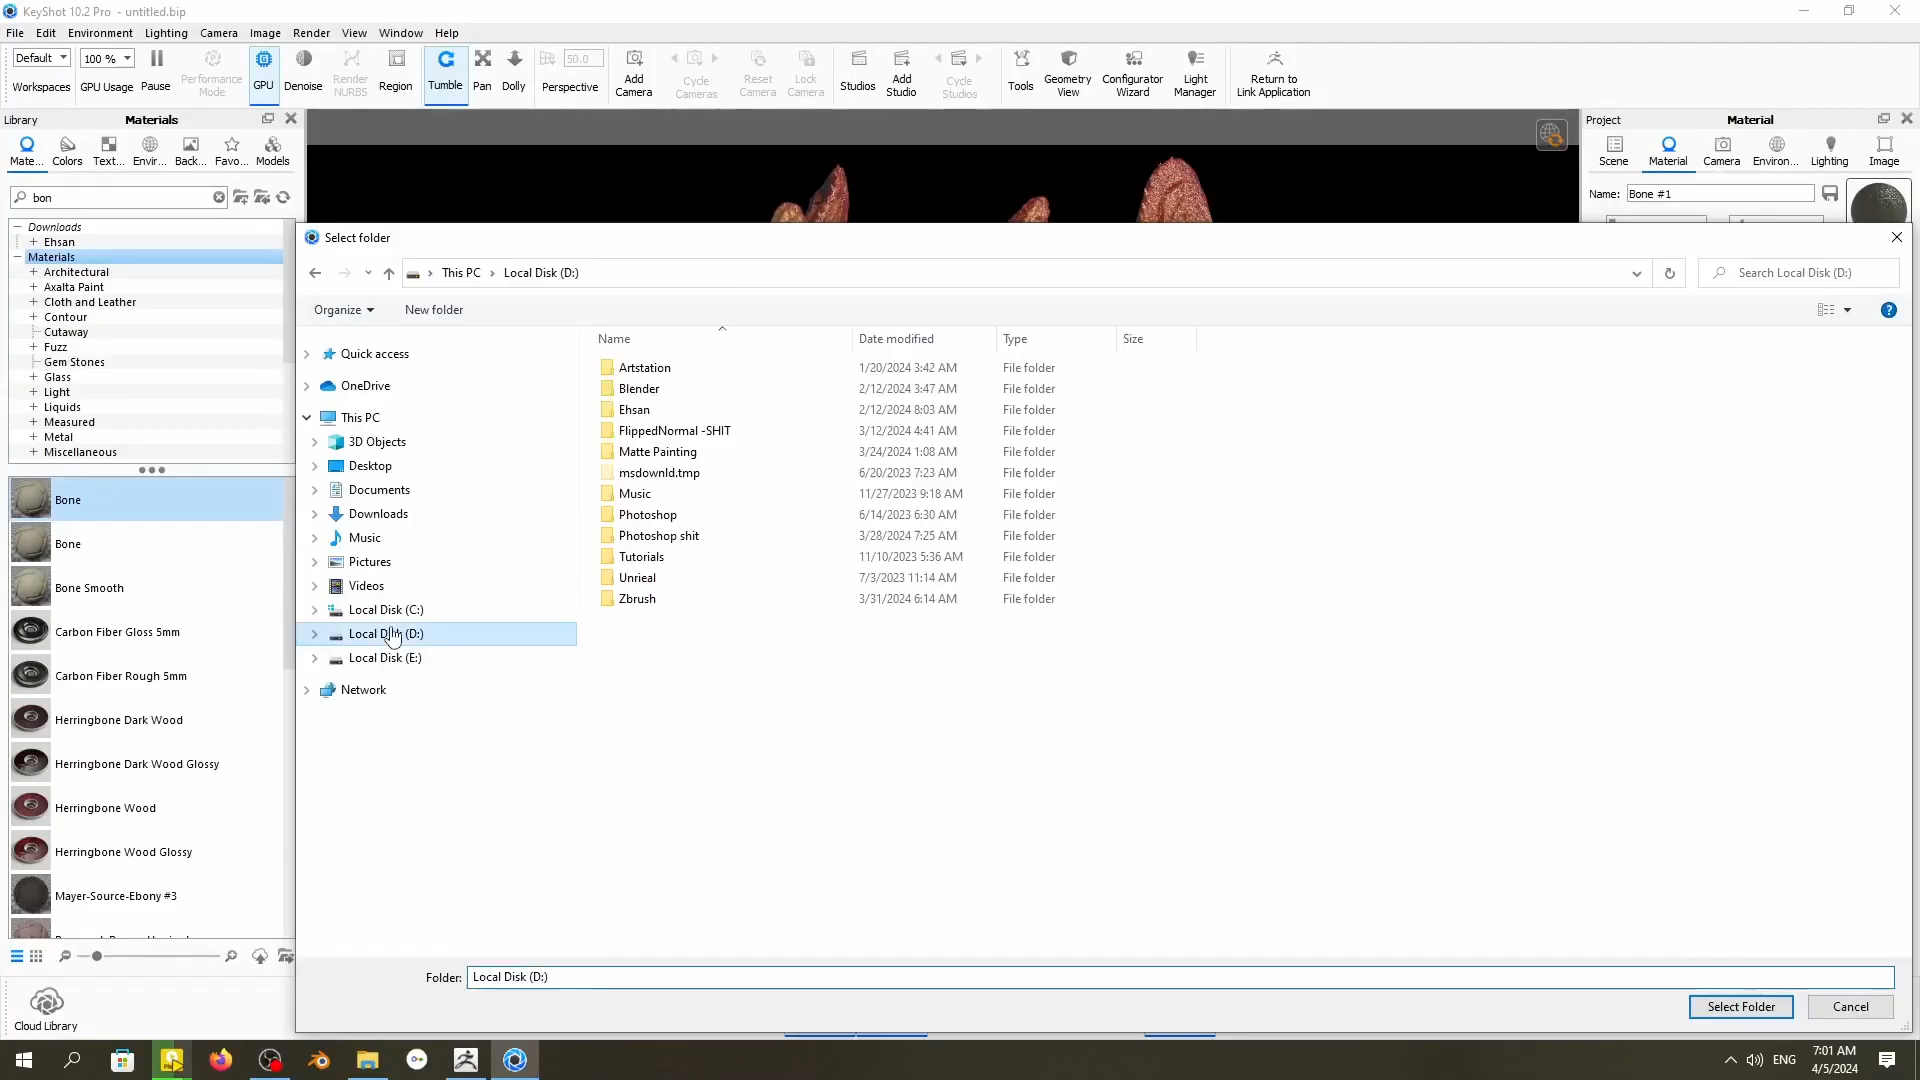 KeyShot 10.2 Pro - untitled.bip
File Edit Environment Lighting Camera Image Render View Window Help
Default 100 % 50.0
Workspaces GPU Usage Pause Performance Mode GPU Denoise Render NURBS Region Tumble Pan Dolly Perspective Add Camera Cycle Cameras Reset Camera Lock Camera Studios Add Studio Cycle Studios Tools Geometry View Configurator Wizard Light Manager Return to Link Application
Library Materials
Mate... Colors Text... Envir... Back... Favo... Models
bon
Downloads
Ehsan
Materials
Architectural
Axalta Paint
Cloth and Leather
Contour
Cutaway
Fuzz
Gem Stones
Glass
Light
Liquids
Measured
Metal
Miscellaneous
Bone
Bone
Bone Smooth
Carbon Fiber Gloss 5mm
Carbon Fiber Rough 5mm
Herringbone Dark Wood
Herringbone Dark Wood Glossy
Herringbone Wood
Herringbone Wood Glossy
Mayer-Source-Ebony #3
Cloud Library
Project Material
Scene Material Camera Environ... Lighting Image
Name: Bone #1
Select folder
This PC Local Disk (D:)
Search Local Disk (D:)
Organize New folder
Quick access
OneDrive
This PC
3D Objects
Desktop
Documents
Downloads
Music
Pictures
Videos
Local Disk (C:)
Local Disk (D:)
Local Disk (E:)
Network
Name Date modified Type Size
Artstation 1/20/2024 3:42 AM File folder
Blender 2/12/2024 3:47 AM File folder
Ehsan 2/12/2024 8:03 AM File folder
FlippedNormal -SHIT 3/12/2024 4:41 AM File folder
Matte Painting 3/24/2024 1:08 AM File folder
msdownld.tmp 6/20/2023 7:23 AM File folder
Music 11/27/2023 9:18 AM File folder
Photoshop 6/14/2023 6:30 AM File folder
Photoshop shit 3/28/2024 7:25 AM File folder
Tutorials 11/10/2023 5:36 AM File folder
Unrieal 7/3/2023 11:14 AM File folder
Zbrush 3/31/2024 6:14 AM File folder
Folder: Local Disk (D:)
Select Folder Cancel
ENG
7:01 AM
4/5/2024